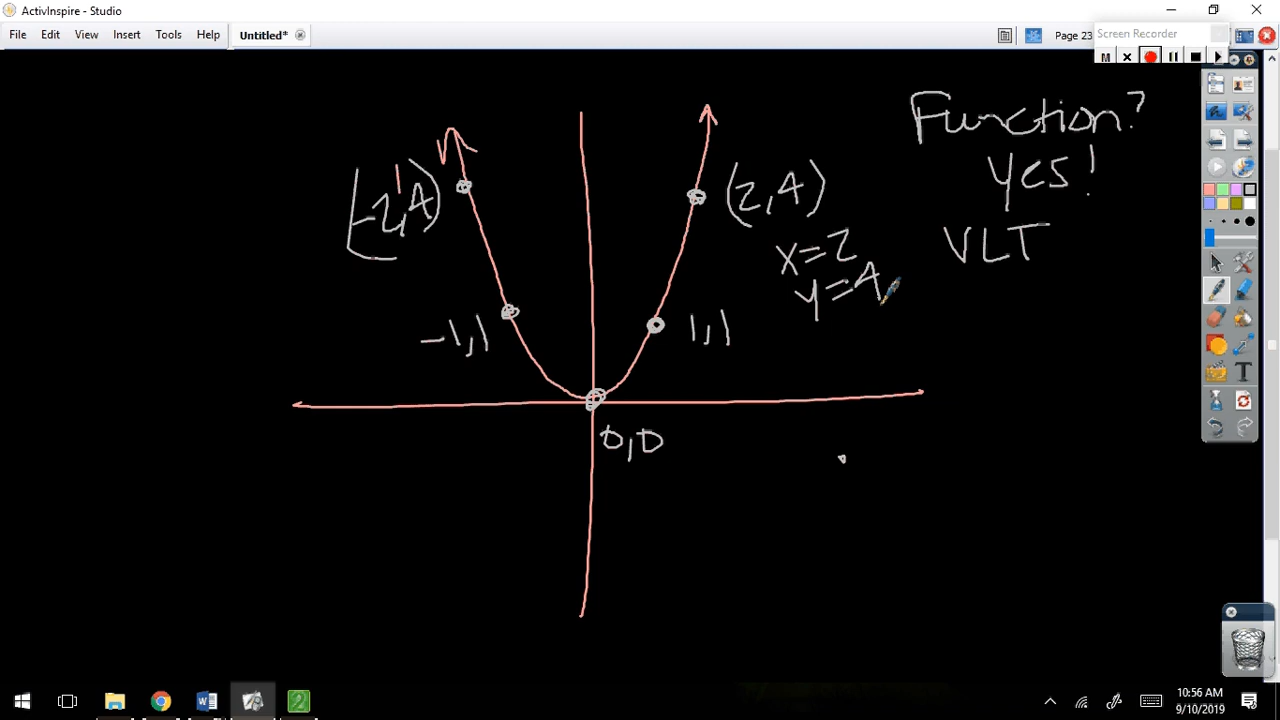 ActivInspire - Studio
File Edit View Insert Tools Help Untitled*
Page 23
Screen Recorder
M
Function?
Yes!
VLT
(-2,4)
(2,4)
x=2
y=4
-1,1
1,1
0,0
T
10:56 AM
9/10/2019